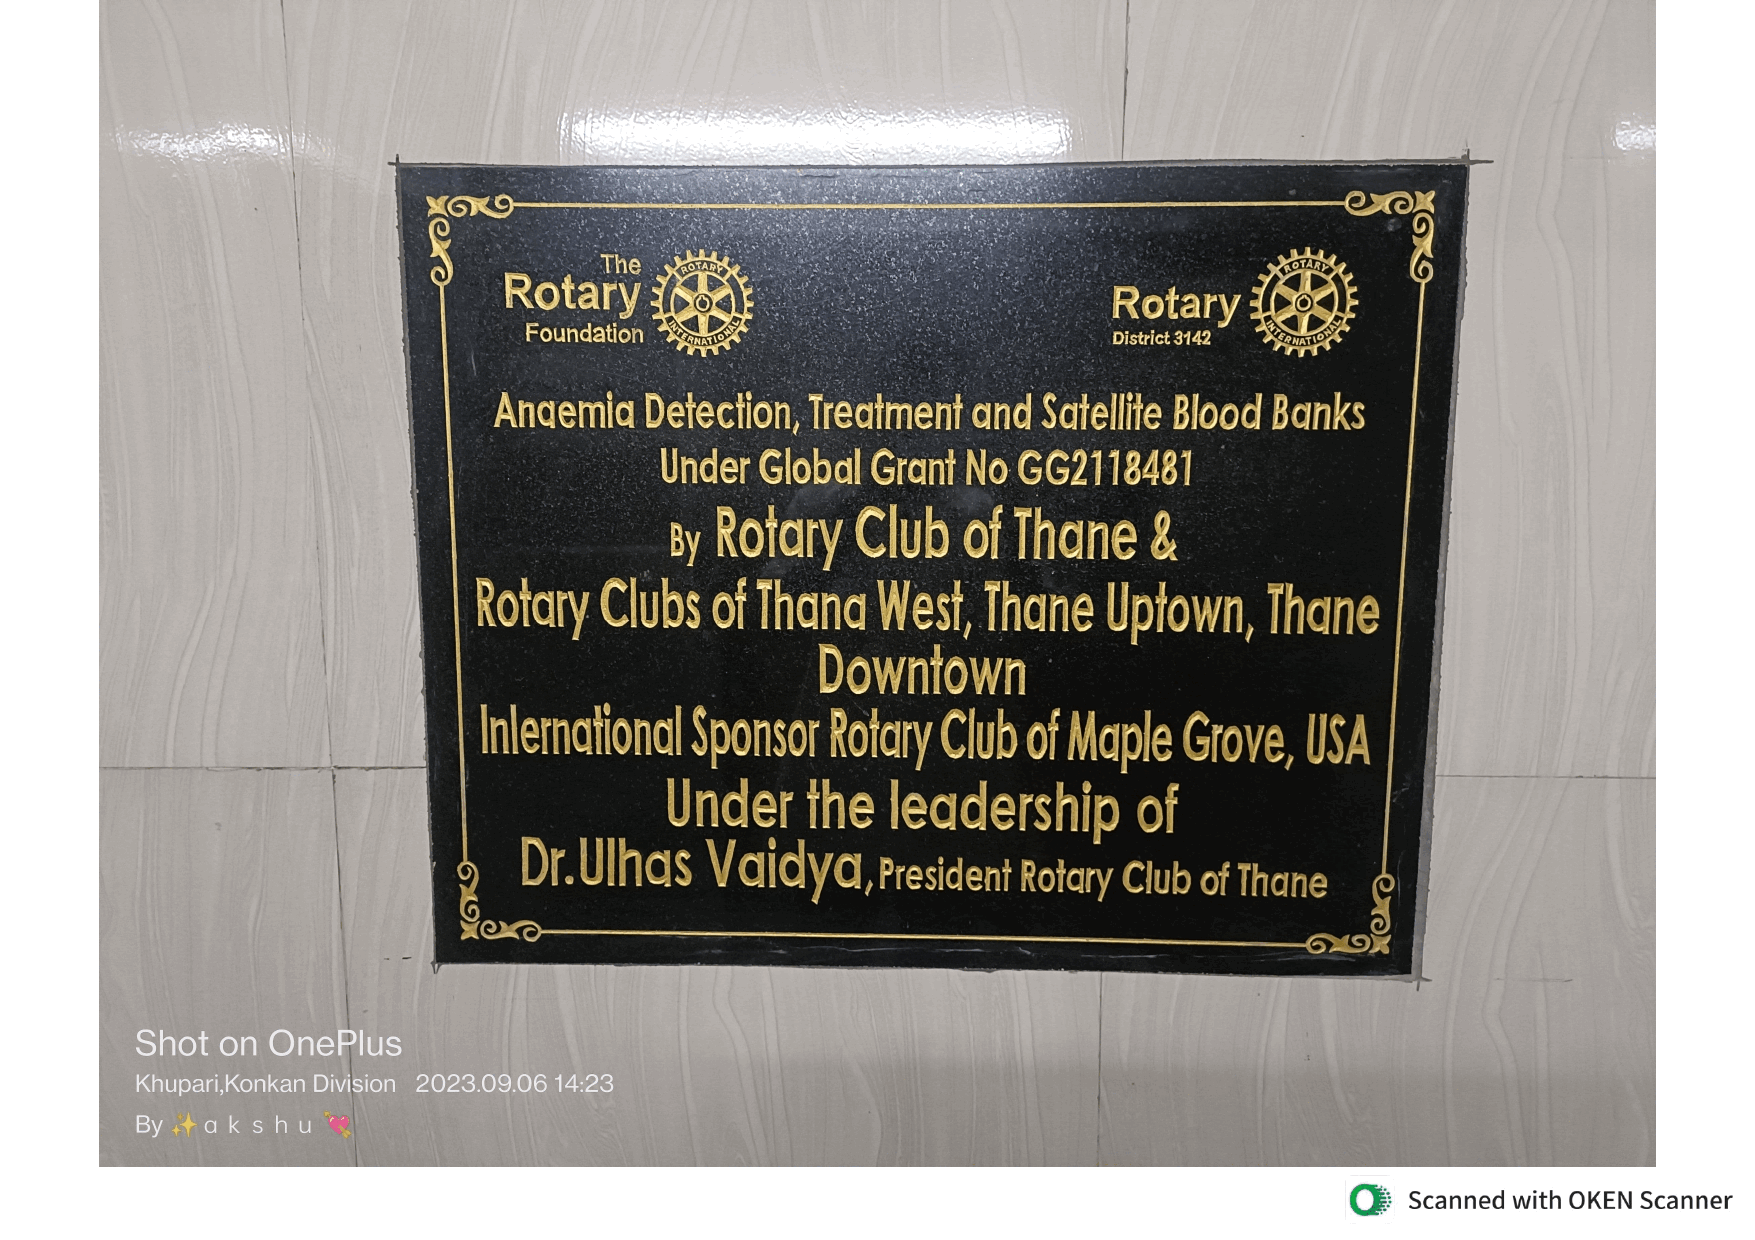 The
Rotary
Foundation
ROTARY
INTERNATIONAL
Rotary
District 3142
ROTARY
INTERNATIONAL
Anaemia Detection, Treatment and Satellite Blood Banks
Under Global Grant No GG2118481
By Rotary Club of Thane &
Rotary Clubs of Thana West, Thane Uptown, Thane
Downtown
Inlernational Sponsor Rotary Club of Maple Grove, USA
Under the leadership of
Dr.Ulhas Vaidya, President Rotary Club of Thane
Shot on OnePlus
Khupari,Konkan Division 2023.09.06 14:23
By ✨ a k s h u 💘
Scanned with OKEN Scanner